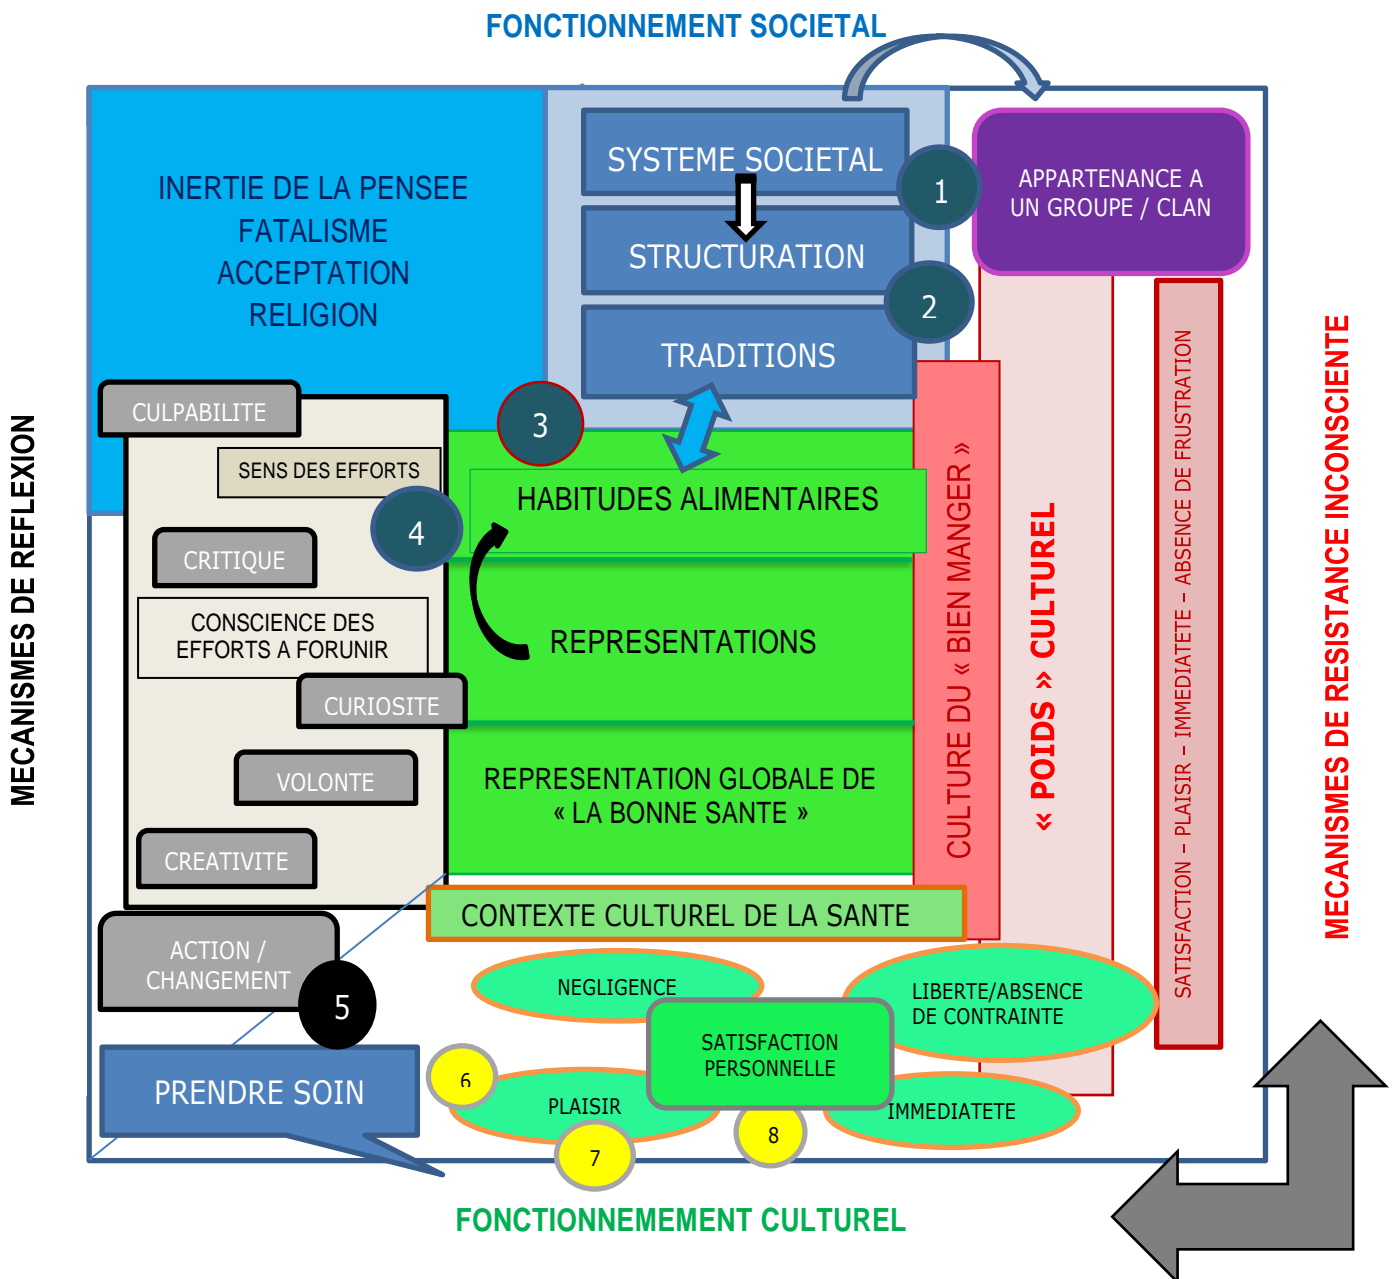 FONCTIONNEMENT SOCIETAL
INERTIE DE LA PENSEE
FATALISME
ACCEPTATION
RELIGION
SYSTEME SOCIETAL
STRUCTURATION
TRADITIONS
1
2
APPARTENANCE A
UN GROUPE / CLAN
3
4
CULPABILITE
SENS DES EFFORTS
CRITIQUE
CONSCIENCE DES
EFFORTS A FORUNIR
CURIOSITE
VOLONTE
CREATIVITE
ACTION /
CHANGEMENT
5
PRENDRE SOIN
HABITUDES ALIMENTAIRES
REPRESENTATIONS
REPRESENTATION GLOBALE DE
« LA BONNE SANTE »
CONTEXTE CULTUREL DE LA SANTE
CULTURE DU « BIEN MANGER »
« POIDS » CULTUREL
SATISFACTION – PLAISIR – IMMEDIATETE – ABSENCE DE FRUSTRATION
MECANISMES DE REFLEXION
MECANISMES DE RESISTANCE INCONSCIENTE
NEGLIGENCE
LIBERTE/ABSENCE
DE CONTRAINTE
SATISFACTION
PERSONNELLE
6
PLAISIR
7
8
IMMEDIATETE
FONCTIONNEMEMENT CULTUREL